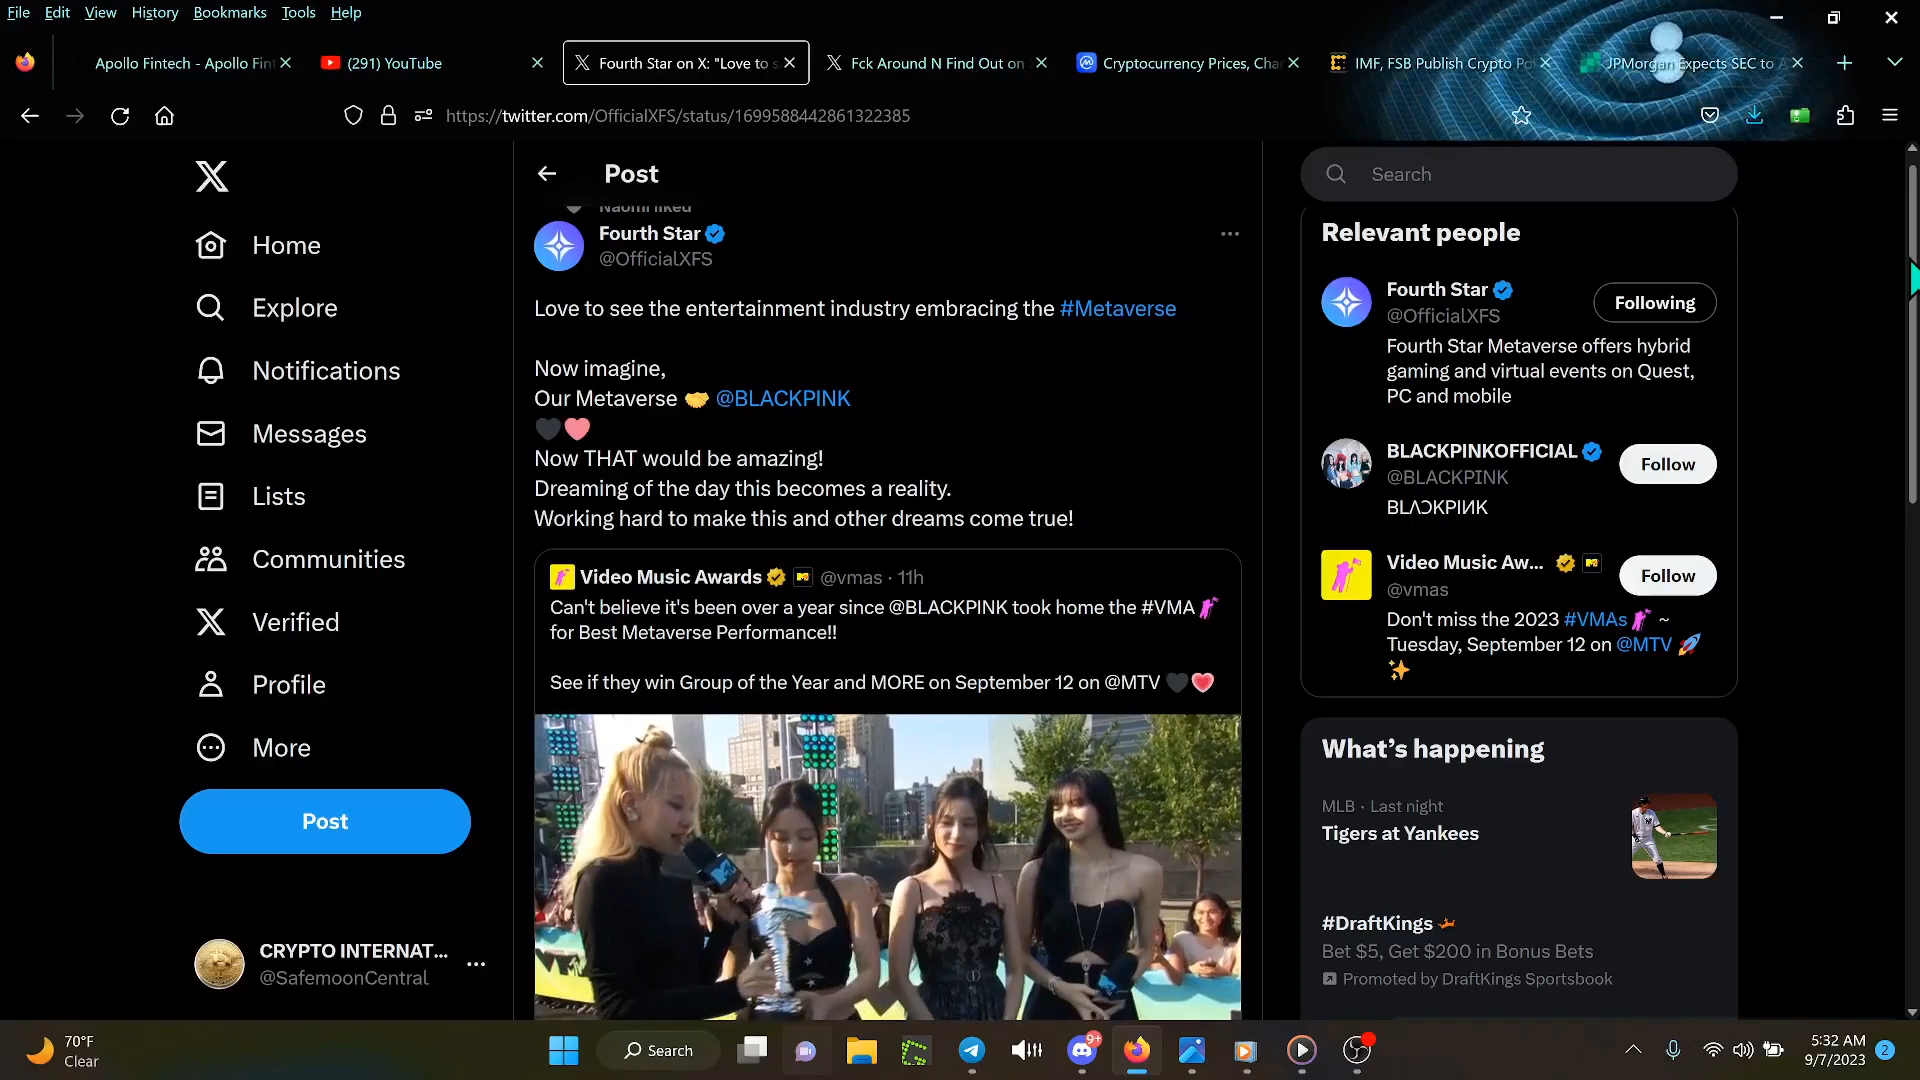 File Edit View History Bookmarks Tools Help
Apollo Fintech - Apollo Fint
(291) YouTube
Fourth Star on X: "Love to s
Fck Around N Find Out on
Cryptocurrency Prices, Cha
IMF, FSB Publish Crypto Po
JPMorgan Expects SEC to A
https://twitter.com/OfficialXFS/status/1699588442861322385
Home
Explore
Notifications
Messages
Lists
Communities
Verified
Profile
More
Post
CRYPTO INTERNAT...
@SafemoonCentral
Post
Naomi liked
Fourth Star
@OfficialXFS
Love to see the entertainment industry embracing the #Metaverse
Now imagine,
Our Metaverse 🤝 @BLACKPINK
🖤🩷
Now THAT would be amazing!
Dreaming of the day this becomes a reality.
Working hard to make this and other dreams come true!
Video Music Awards @vmas · 11h
Can't believe it's been over a year since @BLACKPINK took home the #VMA
for Best Metaverse Performance!!
See if they win Group of the Year and MORE on September 12 on @MTV 🖤💗
Search
Relevant people
Fourth Star
@OfficialXFS
Following
Fourth Star Metaverse offers hybrid
gaming and virtual events on Quest,
PC and mobile
BLACKPINKOFFICIAL
@BLACKPINK
Follow
BLɅƆKPIИK
Video Music Aw...
@vmas
Follow
Don't miss the 2023 #VMAs ~
Tuesday, September 12 on @MTV 🚀
✨
What's happening
MLB · Last night
Tigers at Yankees
#DraftKings
Bet $5, Get $200 in Bonus Bets
Promoted by DraftKings Sportsbook
70°F
Clear
Search
9+
5:32 AM
9/7/2023
2